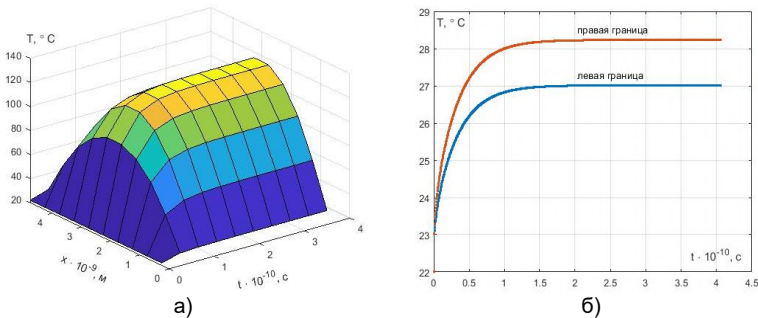 T, °C
140
120
100
80
60
40
20
4
3
2
1
0
x · 10⁻⁹, м
0
1
2
3
4
t · 10⁻¹⁰, с
а)
29
28
27
26
25
24
23
22
T, °C
правая граница
левая граница
t · 10⁻¹⁰, с
0 0.5 1 1.5 2 2.5 3 3.5 4 4.5
б)